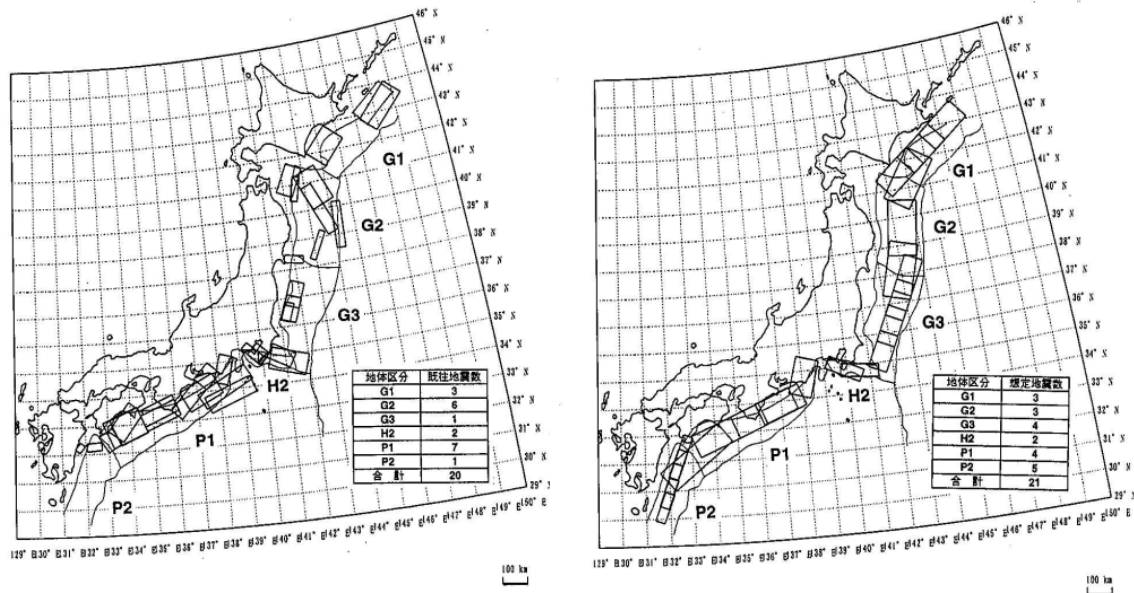 46° N
45° N
44° N
43° N
42° N
41° N
40° N
39° N
38° N
37° N
36° N
35° N
34° N
33° N
32° N
31° N
30° N
29° N
G1
G2
G3
H2
P1
P2
地体区分 既往地震数
G1 3
G2 6
G3 1
H2 2
P1 7
P2 1
合 計 20
129° E130° E131° E132° E133° E134° E135° E136° E137° E138° E139° E140° E141° E142° E143° E144° E145° E146° E147° E148° E149° E150° E
100 km
46° N
45° N
44° N
43° N
42° N
41° N
40° N
39° N
38° N
37° N
36° N
35° N
34° N
33° N
32° N
31° N
30° N
29° N
G1
G2
G3
H2
P1
P2
地体区分 想定地震数
G1 3
G2 3
G3 4
H2 2
P1 4
P2 5
合 計 21
129° E130° E131° E132° E133° E134° E135° E136° E137° E138° E139° E140° E141° E142° E143° E144° E145° E146° E147° E148° E149° E150° E
100 km